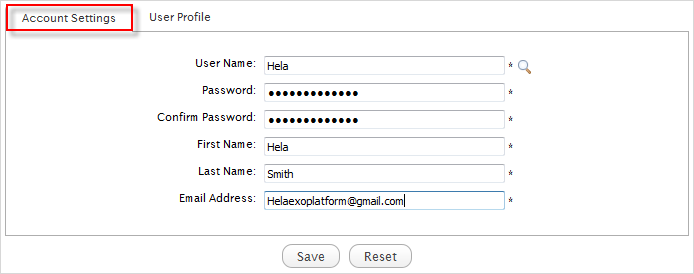 Account Settings User Profile
User Name: Hela *
Password: ●●●●●●●●●●●●● *
Confirm Password: ●●●●●●●●●●●●● *
First Name: Hela *
Last Name: Smith *
Email Address: Helaexoplatform@gmail.com *
Save Reset